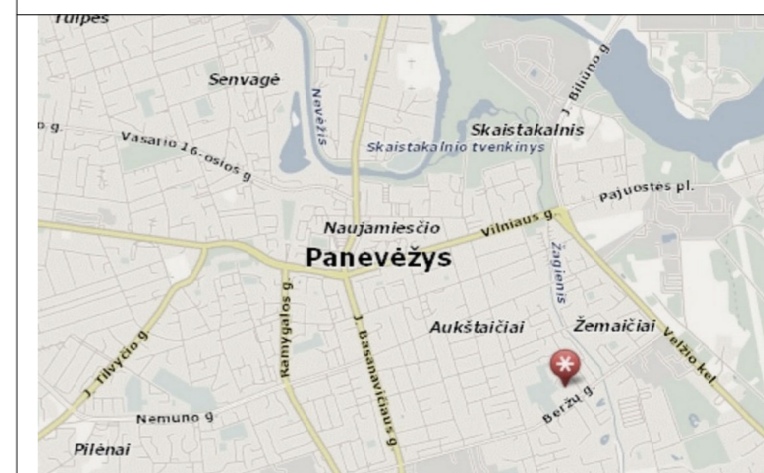 Tulpės
Senvagė
Nevėžis
J. Biliūno g.
o g.
Vasario 16-osios g
Skaistakalnis
Skaistakalnio tvenkinys
Pajuostės pl.
Naujamiesčio
Vilniaus g.
Panevėžys
Žagienis
Ramygalos g.
J. Basanavičiaus g
Aukštaičiai
Žemaičiai
Velžio kel
J. Tilvyčio g
Beržų g
Nemuno g
Pilėnai